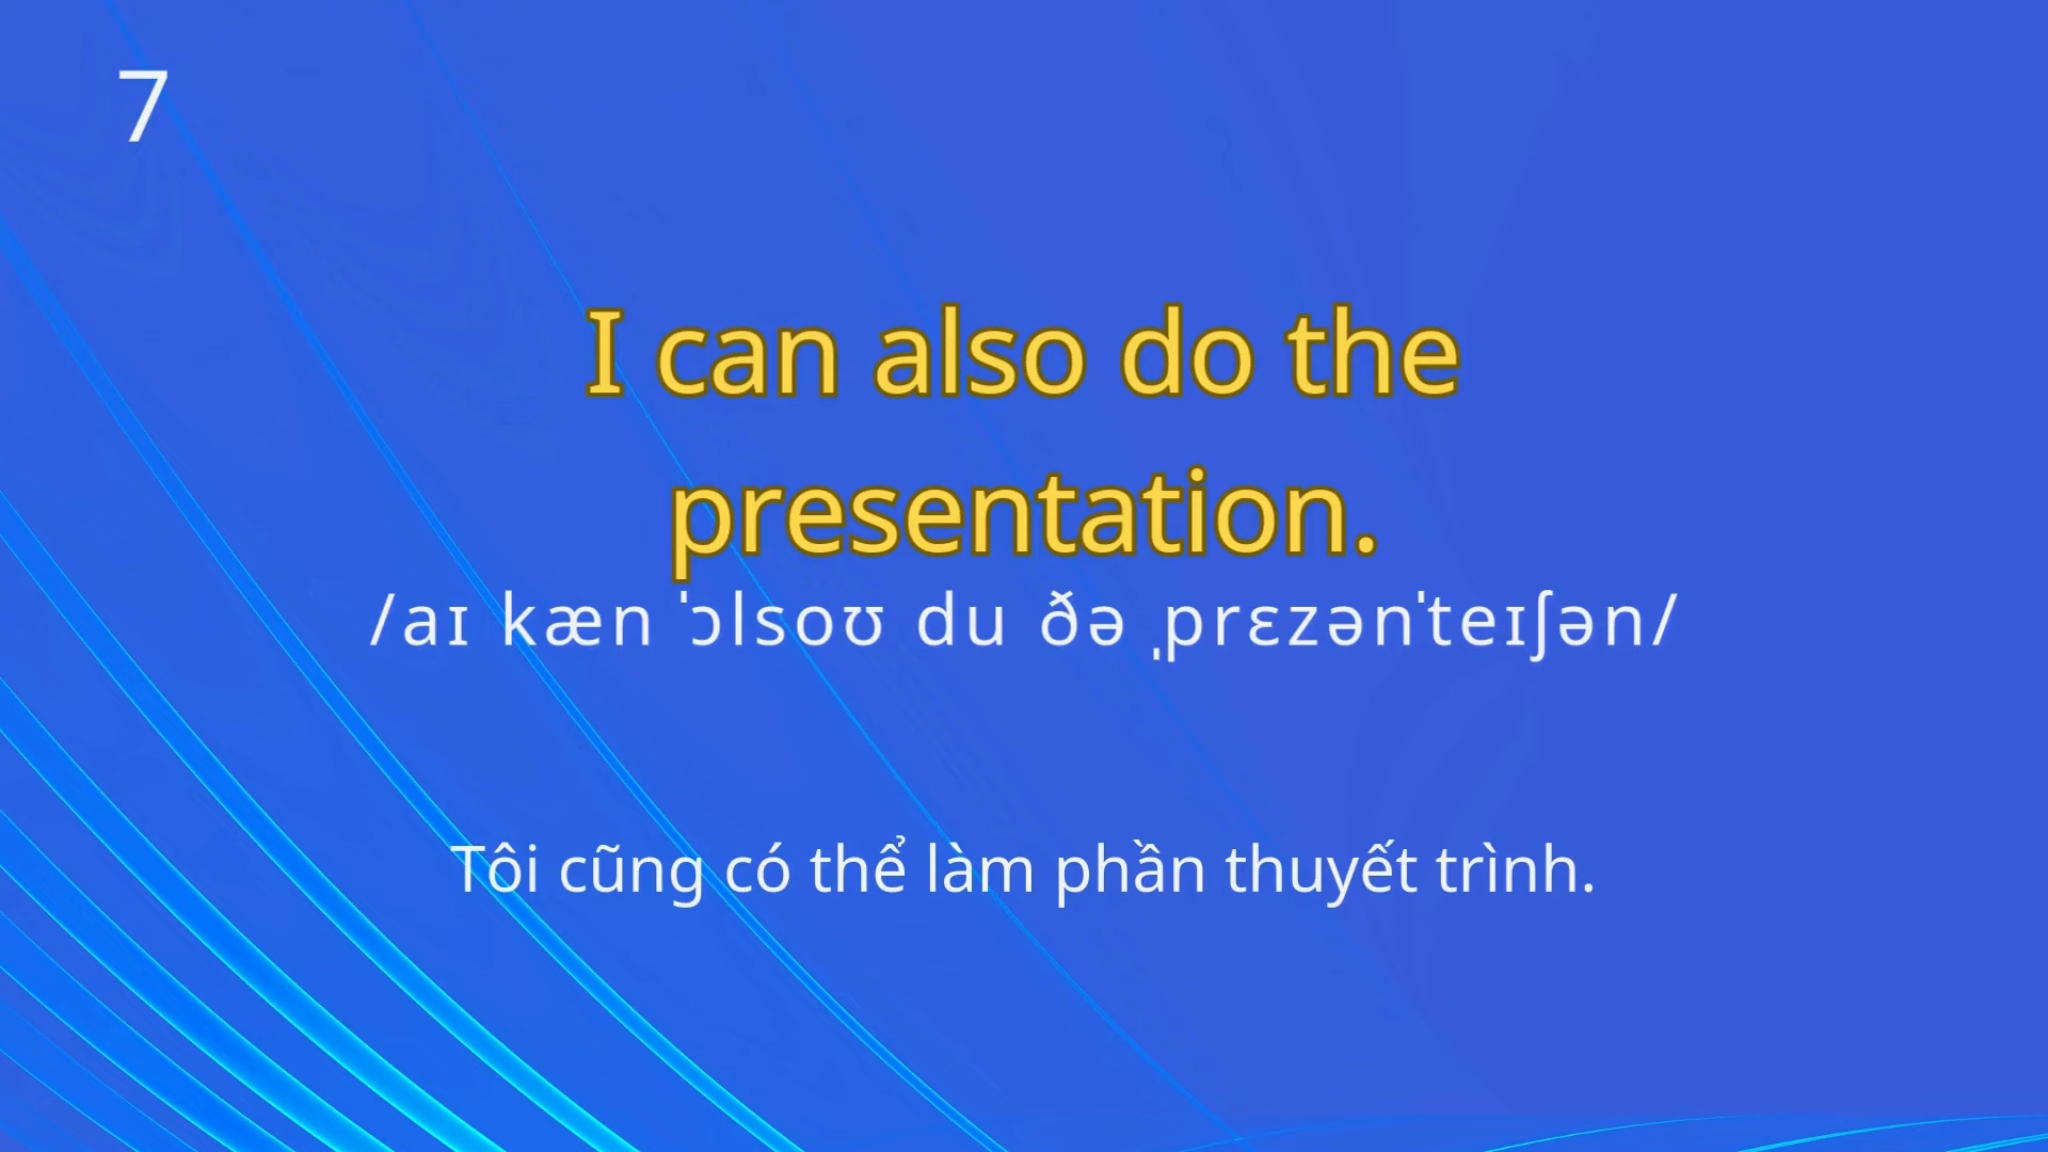 7
I can also do the
presentation.
/aɪ kæn ˈɔlsoʊ du ðə ˌprɛzənˈteɪʃən/
Tôi cũng có thể làm phần thuyết trình.